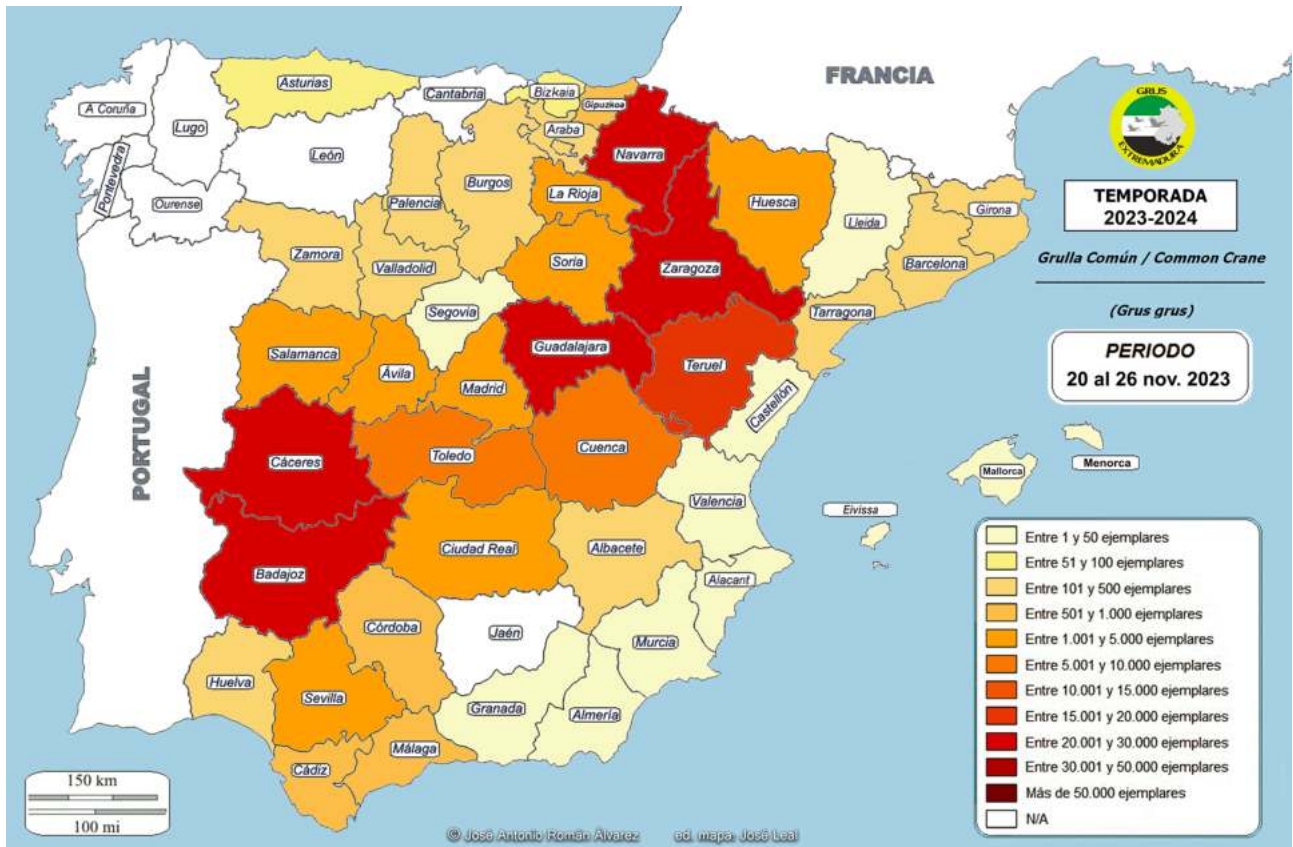 FRANCIA
GRUS
EXTREMADURA
TEMPORADA
2023-2024
Grulla Común / Common Crane
(Grus grus)
PERIODO
20 al 26 nov. 2023
A Coruña
Lugo
Pontevedra
Ourense
Asturias
Cantabria
Bizkaia
Gipuzkoa
Araba
León
Palencia
Burgos
Navarra
La Rioja
Huesca
Lleida
Girona
Barcelona
Zamora
Valladolid
Soria
Zaragoza
Tarragona
Segovia
Salamanca
Ávila
Madrid
Guadalajara
Teruel
Castellón
PORTUGAL
Cáceres
Toledo
Cuenca
Valencia
Mallorca
Menorca
Eivissa
Badajoz
Ciudad Real
Albacete
Alacant
Murcia
Huelva
Sevilla
Córdoba
Jaén
Granada
Almería
Málaga
Cádiz
Entre 1 y 50 ejemplares
Entre 51 y 100 ejemplares
Entre 101 y 500 ejemplares
Entre 501 y 1.000 ejemplares
Entre 1.001 y 5.000 ejemplares
Entre 5.001 y 10.000 ejemplares
Entre 10.001 y 15.000 ejemplares
Entre 15.001 y 20.000 ejemplares
Entre 20.001 y 30.000 ejemplares
Entre 30.001 y 50.000 ejemplares
Más de 50.000 ejemplares
N/A
150 km
100 mi
© José Antonio Román Álvarez ed. mapa: José Leal